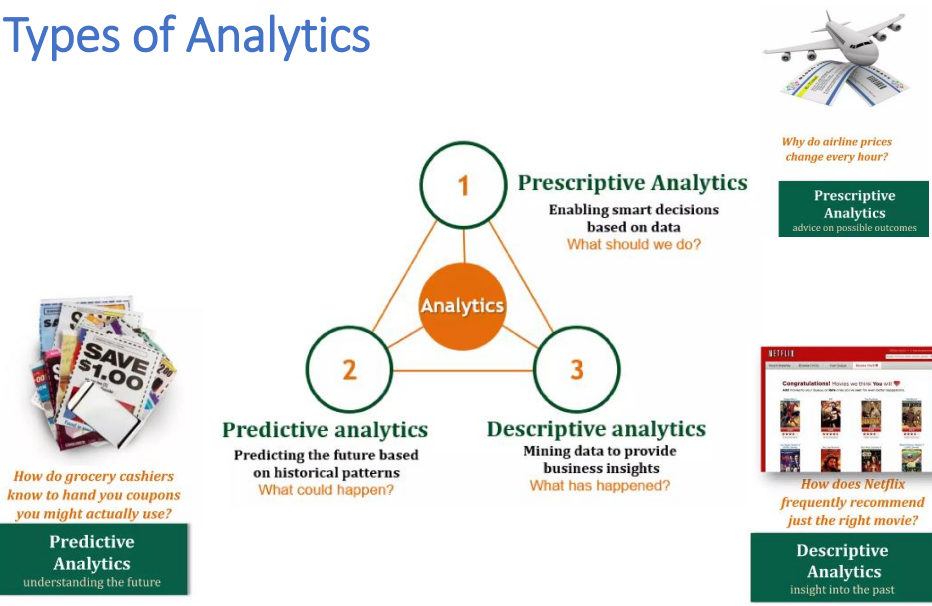 Types of Analytics
Why do airline prices
change every hour?
Prescriptive
Analytics
advice on possible outcomes
1
Prescriptive Analytics
Enabling smart decisions
based on data
What should we do?
Analytics
2
Predictive analytics
Predicting the future based
on historical patterns
What could happen?
3
Descriptive analytics
Mining data to provide
business insights
What has happened?
SAVE
$1.00
How do grocery cashiers
know to hand you coupons
you might actually use?
Predictive
Analytics
understanding the future
NETFLIX
Congratulations! Movies we think You will
How does Netflix
frequently recommend
just the right movie?
Descriptive
Analytics
insight into the past